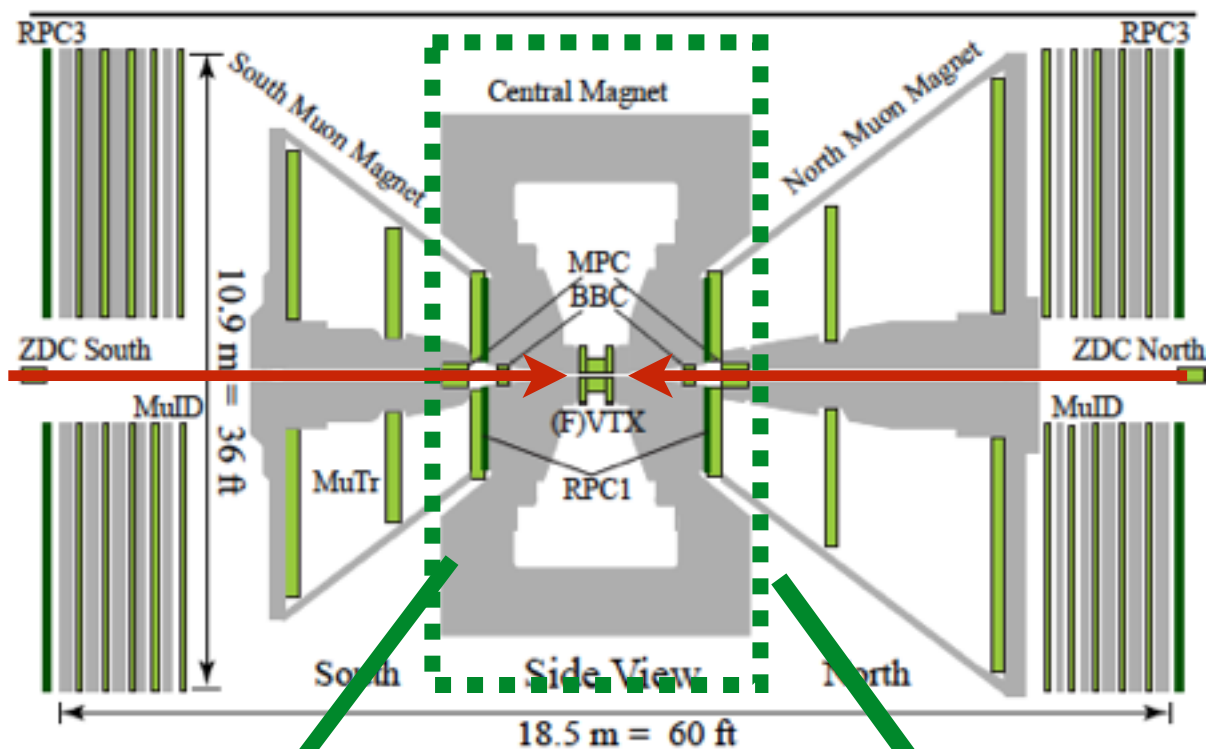 RPC3
RPC3
South Muon Magnet
Central Magnet
North Muon Magnet
MPC
BBC
10.9 m = 36 ft
ZDC South
ZDC North
MuID
MuID
(F)VTX
MuTr
RPC1
South
Side View
North
18.5 m = 60 ft